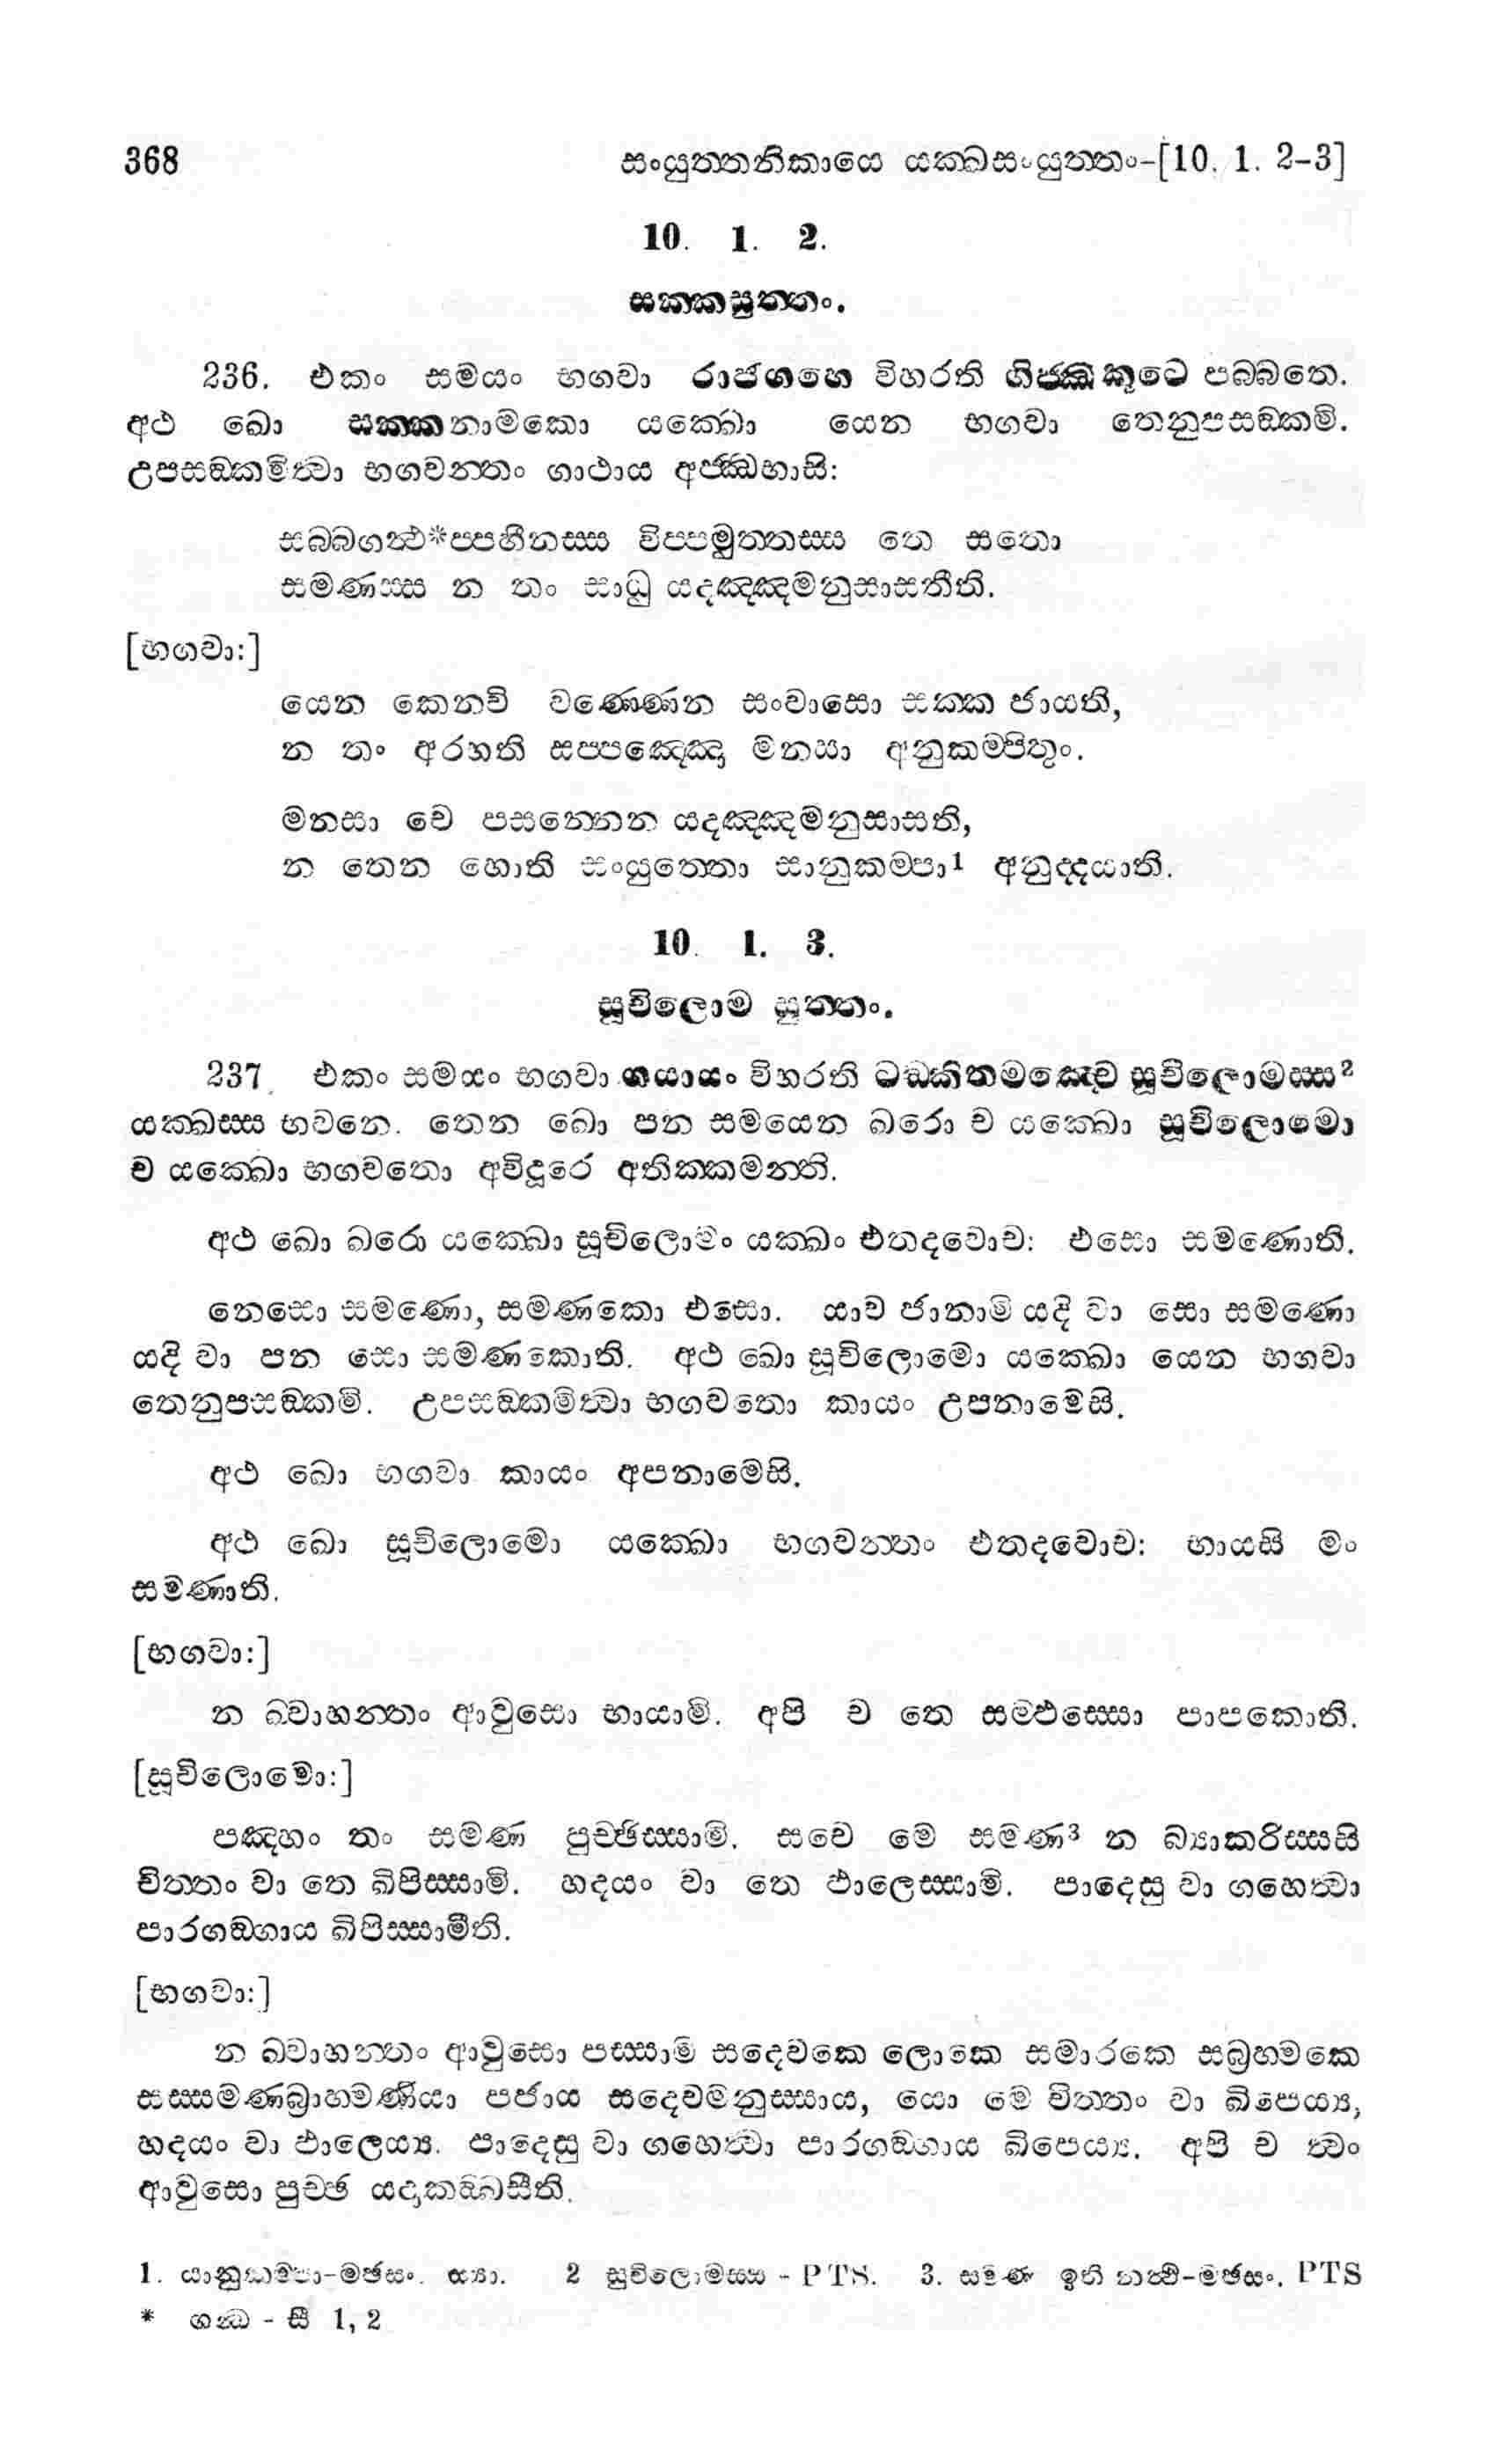 368 සංයුත්තනිකායෙ යක්ඛසංයුත්තං-[10. 1. 2-3]
10. 1. 2.
සක්කසුත්තං.
236. එකං සමයං භගවා රාජගහෙ විහරති ගිජ්ඣකූටෙ පබ්බතෙ.
අථ ඛො සක්කනාමකො යක්ඛො යෙන භගවා තෙනුපසඞ්කමි.
උපසඞ්කමිත්වා භගවන්තං ගාථාය අජ්ඣභාසි:
සබ්බගන්ථ*ප්පහීනස්ස විප්පමුත්තස්ස තෙ සතො
සමණස්ස න තං සාධු යදඤ්ඤමනුසාසතීති.
[භගවා:]
යෙන කෙනචි වණ්ණෙන සංවාසො සක්ක ජායති,
න තං අරහති සප්පඤ්ඤො මනසා අනුකම්පිතුං.
මනසා චෙ පසන්නෙන යදඤ්ඤමනුසාසති,
න තෙන හොති සංයුත්තො සානුකම්පා1 අනුද්දයාති.
10. 1. 3.
සූචිලොම සුත්තං.
237. එකං සමයං භගවා ගයායං විහරති ටඞ්කිතමඤ්චෙ සූචිලොමස්ස2
යක්ඛස්ස භවනෙ. තෙන ඛො පන සමයෙන ඛරො ච යක්ඛො සූචිලොමො
ච යක්ඛො භගවතො අවිදූරෙ අතික්කමන්ති.
අථ ඛො ඛරො යක්ඛො සූචිලොමං යක්ඛං එතදවොච: එසො සමණොති.
නෙසො සමණො, සමණකො එසො. යාව ජානාමි යදි වා සො සමණො
යදි වා පන සො සමණකොති. අථ ඛො සූචිලොමො යක්ඛො යෙන භගවා
තෙනුපසඞ්කමි. උපසඞ්කමිත්වා භගවතො කායං උපනාමෙසි.
අථ ඛො භගවා කායං අපනාමෙසි.
අථ ඛො සූචිලොමො යක්ඛො භගවන්තං එතදවොච: භායසි මං
සමණාති.
[භගවා:]
න ඛ්වාහන්තං ආවුසො භායාමි. අපි ච තෙ සම්ඵස්සො පාපකොති.
[සූචිලොමො:]
පඤ්හං තං සමණ පුච්ඡිස්සාමි. සචෙ මෙ සමණ3 න බ්‍යාකරිස්සසි
චිත්තං වා තෙ ඛිපිස්සාමි. හදයං වා තෙ ඵාලෙස්සාමි. පාදෙසු වා ගහෙත්වා
පාරගඞ්ගාය ඛිපිස්සාමීති.
[භගවා:]
න ඛ්වාහන්තං ආවුසො පස්සාමි සදෙවකෙ ලොකෙ සමාරකෙ සබ්‍රහ්මකෙ
සස්සමණබ්‍රාහ්මණියා පජාය සදෙවමනුස්සාය, යො මෙ චිත්තං වා ඛිපෙය්‍ය,
හදයං වා ඵාලෙය්‍ය. පාදෙසු වා ගහෙත්වා පාරගඞ්ගාය ඛිපෙය්‍ය. අපි ච ත්වං
ආවුසො පුච්ඡ යදාකඞ්ඛසීති.
1. යානුකම්පා-මඡසං. ස්‍යා. 2 සුචිලොමස්ස - PTS. 3. සමණ ඉති නත්ථි-මඡසං. PTS
* ගන්ධ - සී 1, 2